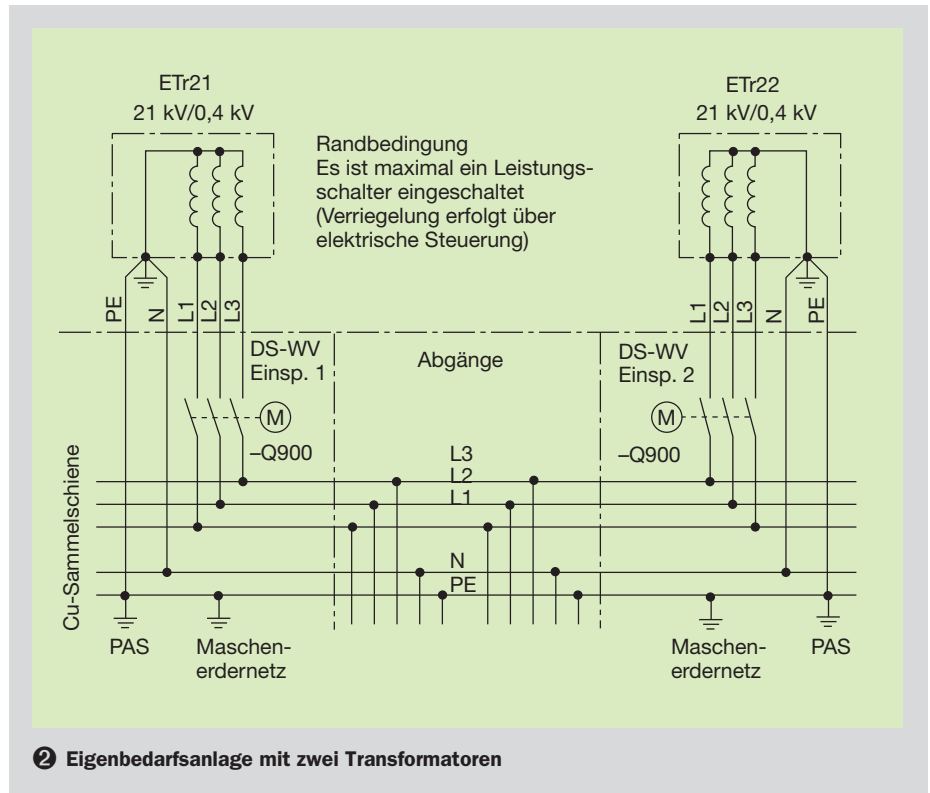 ETr21
21 kV/0,4 kV
ETr22
21 kV/0,4 kV
Randbedingung
Es ist maximal ein Leistungs-
schalter eingeschaltet
(Verriegelung erfolgt über
elektrische Steuerung)
PE
N
L1
L2
L3
L1
L2
L3
N
PE
DS-WV
Einsp. 1
Abgänge
DS-WV
Einsp. 2
M
–Q900
M
–Q900
L3
L2
L1
N
PE
Cu-Sammelschiene
PAS
Maschen-
erdernetz
Maschen-
erdernetz
PAS
❷ Eigenbedarfsanlage mit zwei Transformatoren